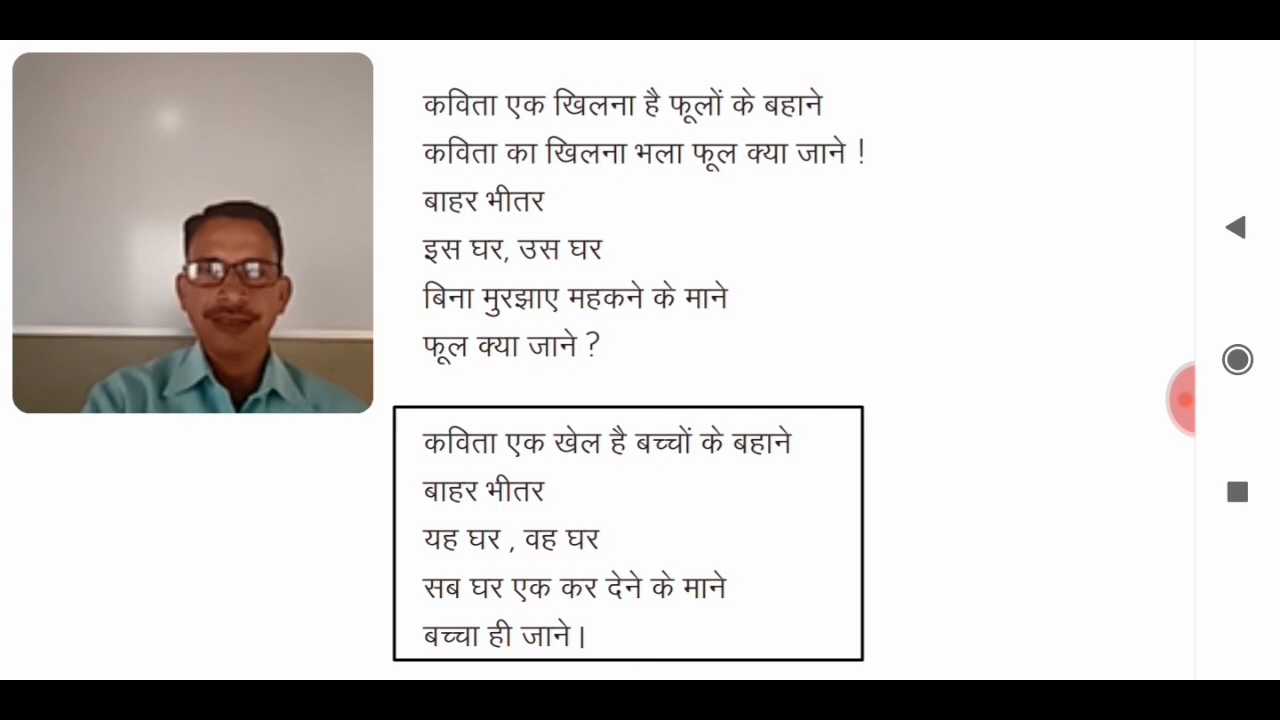 कविता एक खिलना है फूलों के बहाने
कविता का खिलना भला फूल क्या जाने !
बाहर भीतर
इस घर, उस घर
बिना मुरझाए महकने के माने
फूल क्या जाने ?
कविता एक खेल है बच्चों के बहाने
बाहर भीतर
यह घर , वह घर
सब घर एक कर देने के माने
बच्चा ही जाने |